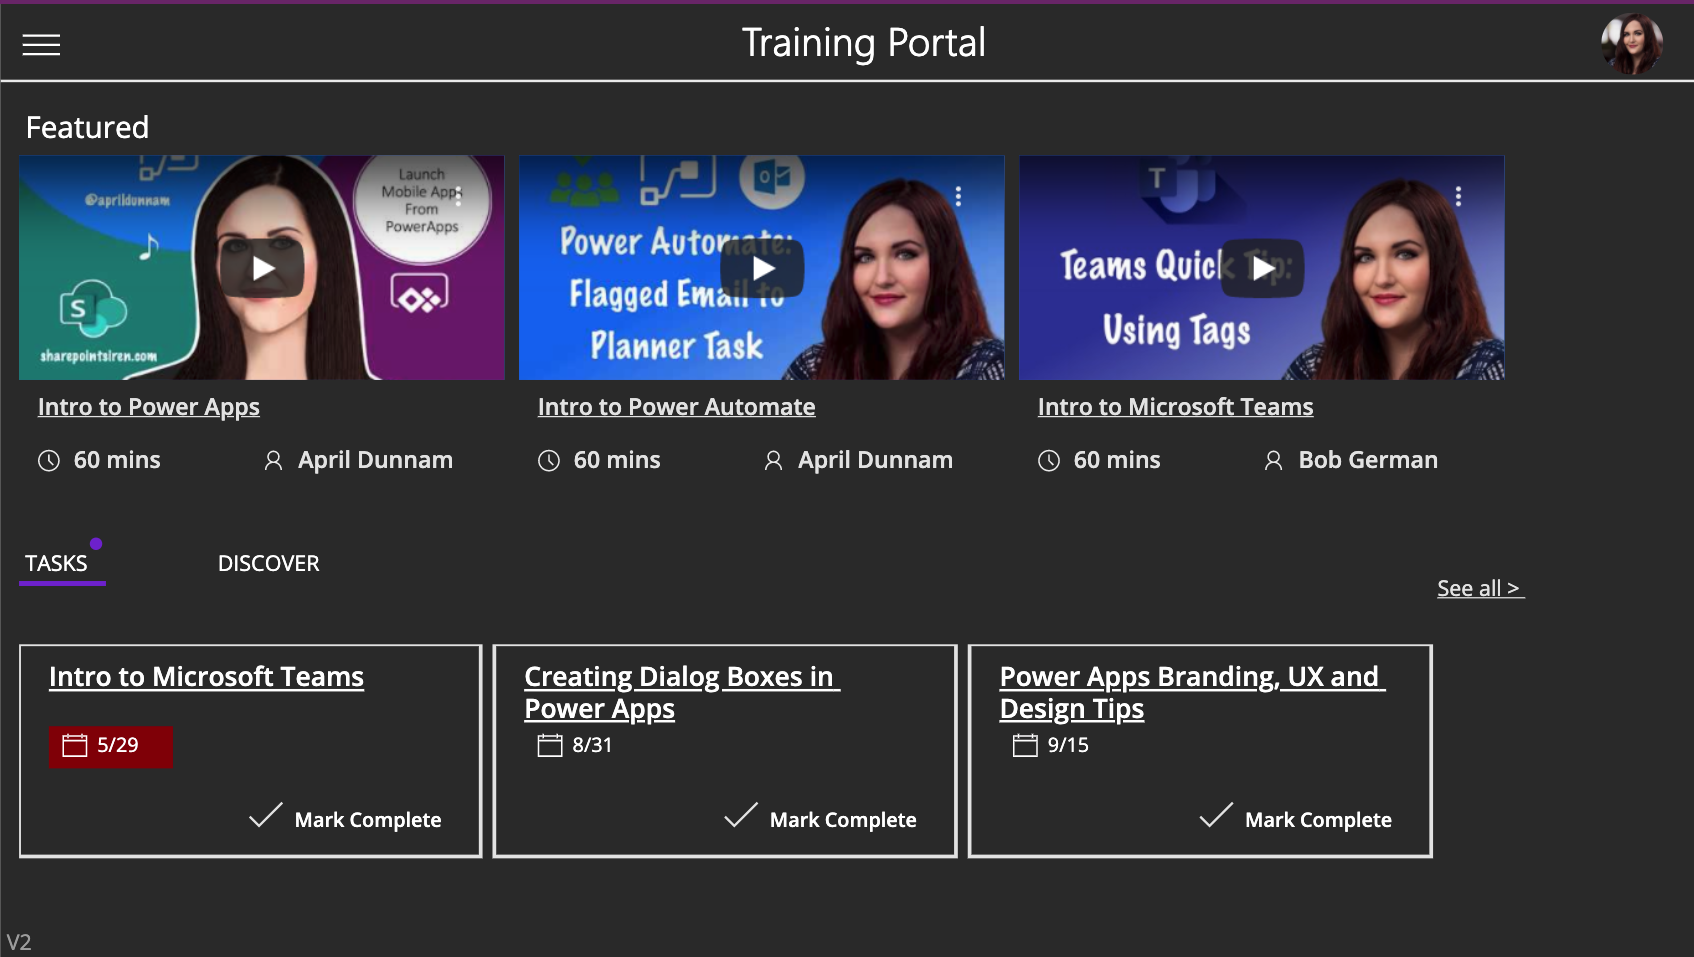 Training Portal
Featured
@aprildunnam
Launch
Mobile Apps
From
PowerApps
S
sharepointsiren.com
Power Automate:
Flagged Email to
Planner Task
T
Teams Quick Tip:
Using Tags
Intro to Power Apps
60 mins
April Dunnam
Intro to Power Automate
60 mins
April Dunnam
Intro to Microsoft Teams
60 mins
Bob German
TASKS
DISCOVER
See all >
Intro to Microsoft Teams
5/29
Mark Complete
Creating Dialog Boxes in
Power Apps
8/31
Mark Complete
Power Apps Branding, UX and
Design Tips
9/15
Mark Complete
V2